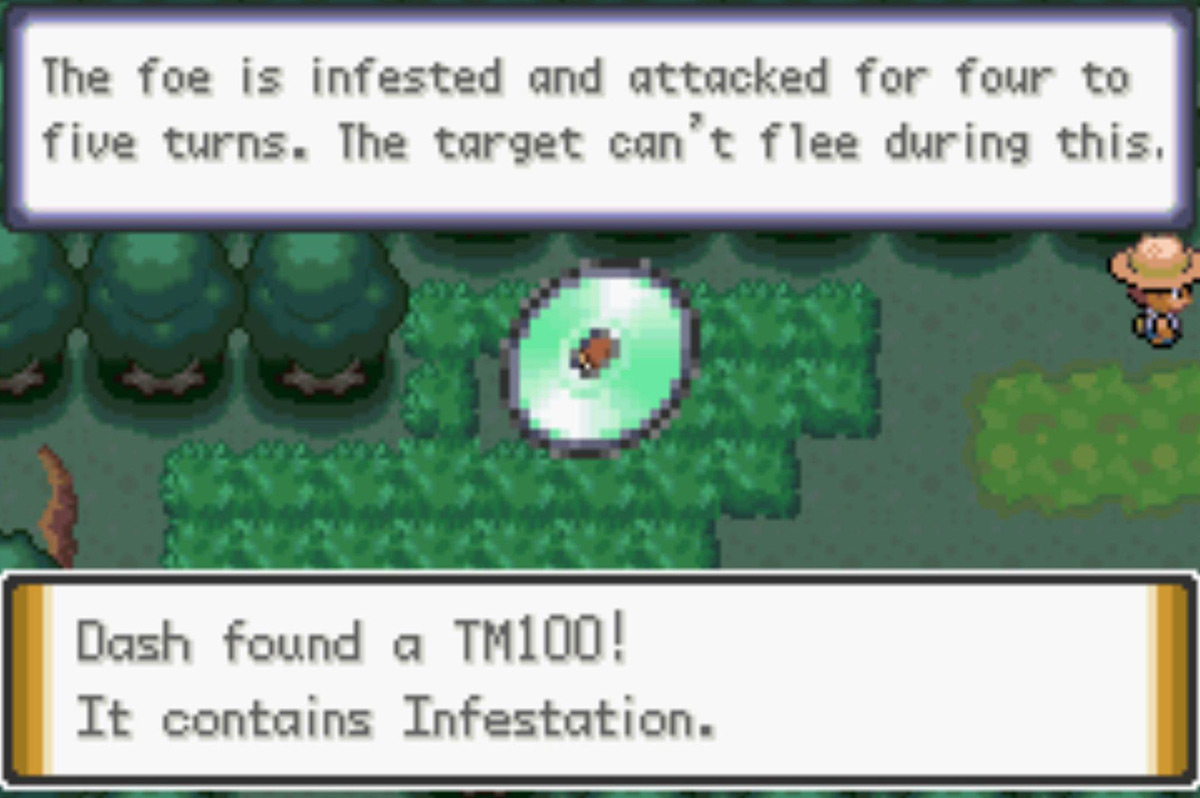 The foe is infested and attacked for four to
five turns. The target can't flee during this.
Dash found a TM100!
It contains Infestation.